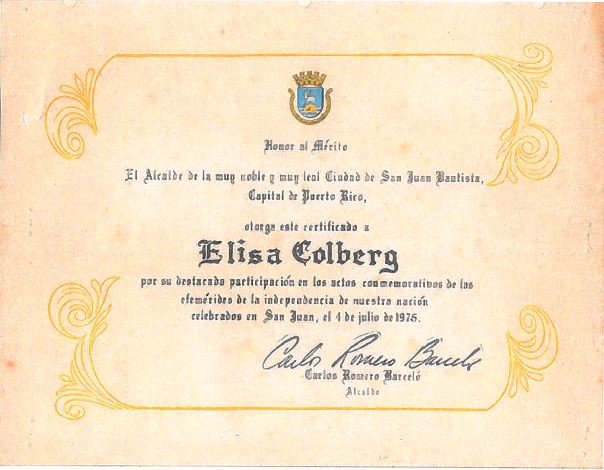 Honor al Mérito
El Alcalde de la muy noble y muy leal Ciudad de San Juan Bautista,
Capital de Puerto Rico,
otorga este certificado a
Elisa Colberg
por su destacada participación en los actos conmemorativos de las
efemérides de la independencia de nuestra nación
celebrados en San Juan, el 4 de julio de 1975.
Carlos Romero Barceló
Carlos Romero Barceló
Alcalde